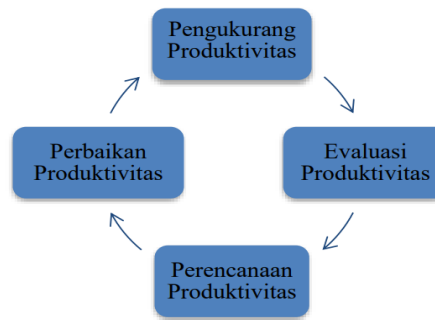 Pengukurang
Produktivitas
Evaluasi
Produktivitas
Perencanaan
Produktivitas
Perbaikan
Produktivitas